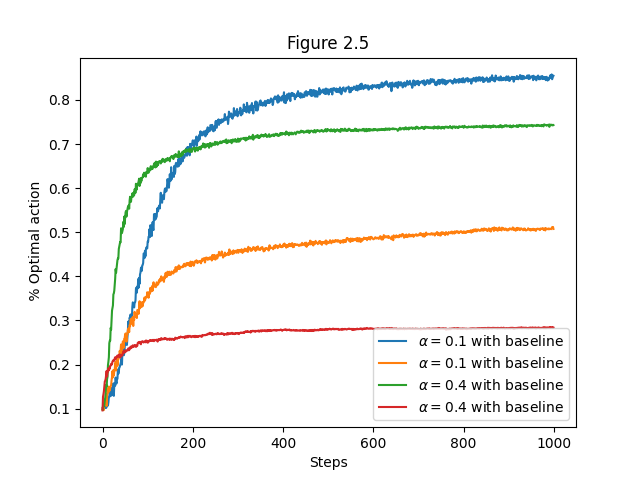 Figure 2.5
% Optimal action
0.8
0.7
0.6
0.5
0.4
0.3
0.2
0.1
α = 0.1 with baseline
α = 0.1 with baseline
α = 0.4 with baseline
α = 0.4 with baseline
0 200 400 600 800 1000
Steps